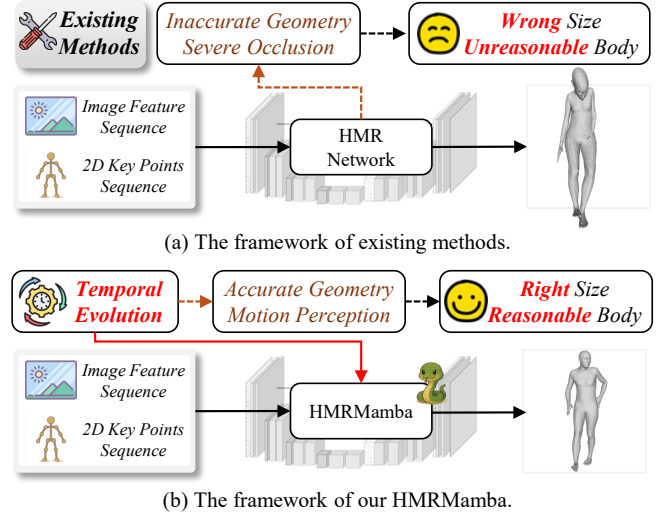 Existing
Methods
Inaccurate Geometry
Severe Occlusion
Wrong Size
Unreasonable Body
Image Feature
Sequence
2D Key Points
Sequence
HMR
Network
(a) The framework of existing methods.
Temporal
Evolution
Accurate Geometry
Motion Perception
Right Size
Reasonable Body
Image Feature
Sequence
2D Key Points
Sequence
HMRMamba
(b) The framework of our HMRMamba.